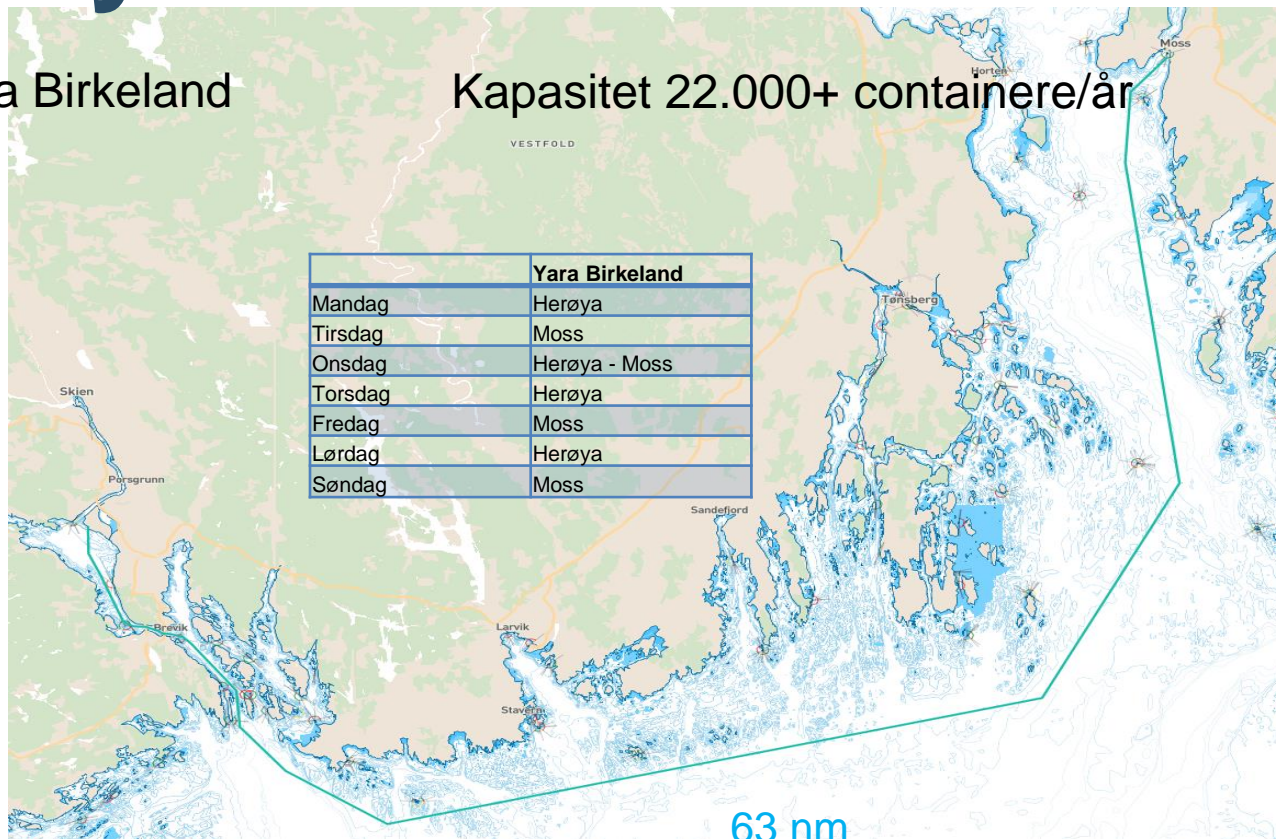 a Birkeland
Kapasitet 22.000+ containere/år
Moss
Horten
VESTFOLD
Yara Birkeland
Mandag Herøya
Tirsdag Moss
Onsdag Herøya - Moss
Torsdag Herøya
Fredag Moss
Lørdag Herøya
Søndag Moss
Tønsberg
Skien
Porsgrunn
Sandefjord
Brevik
Larvik
Stavern
63 nm